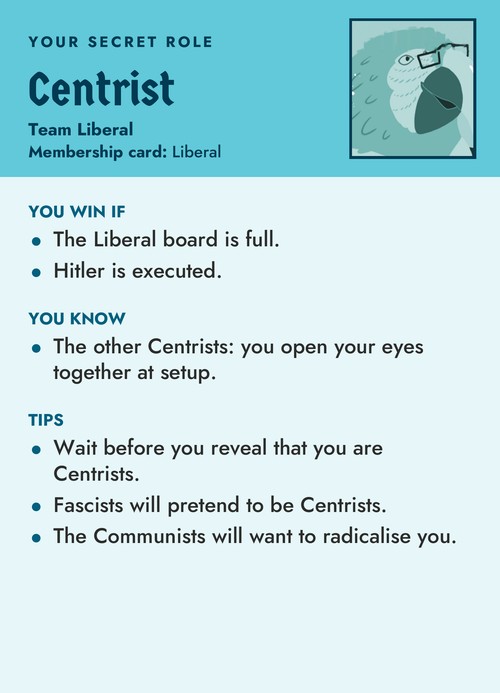 YOUR SECRET ROLE
Centrist
Team Liberal
Membership card: Liberal
YOU WIN IF
• The Liberal board is full.
• Hitler is executed.
YOU KNOW
• The other Centrists: you open your eyes
together at setup.
TIPS
• Wait before you reveal that you are
Centrists.
• Fascists will pretend to be Centrists.
• The Communists will want to radicalise you.